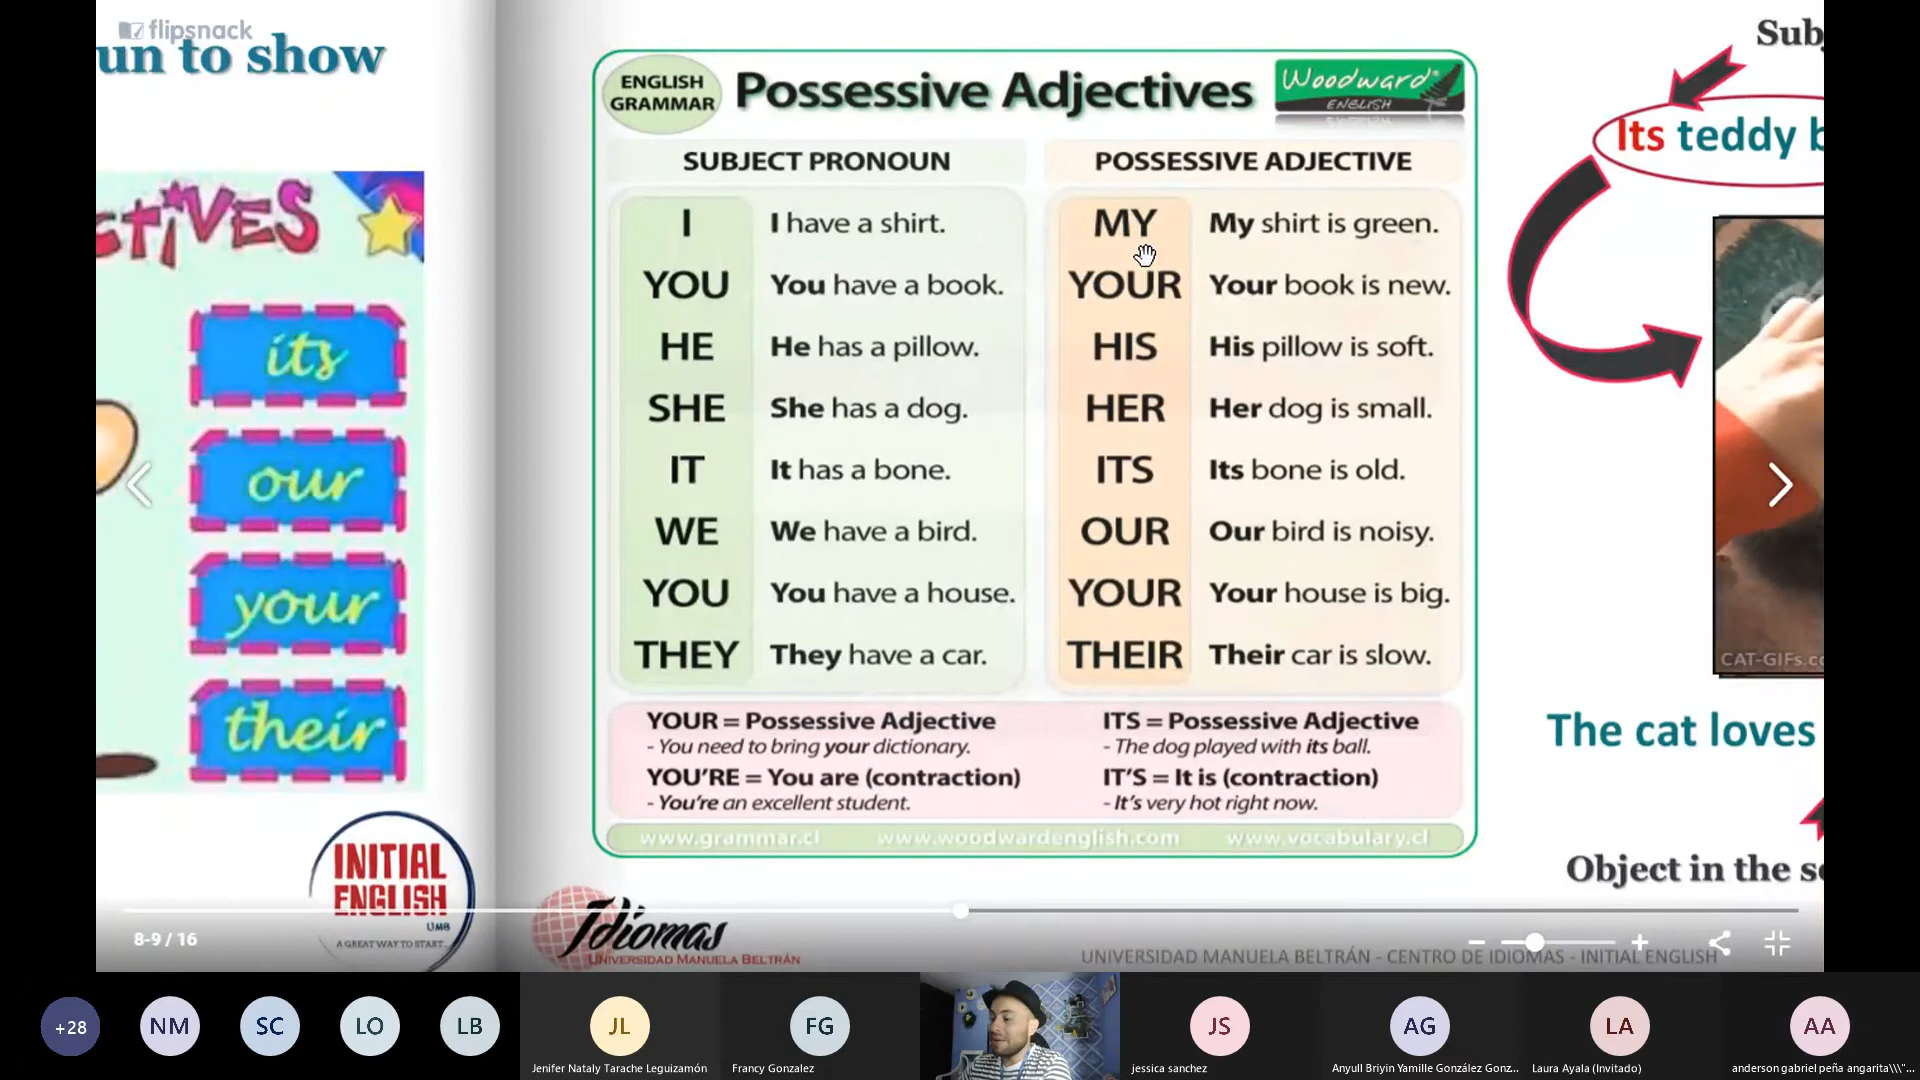 flipsnack
un to show
CTIVES
its
our
your
their
INITIAL
ENGLISH
UMB
A GREAT WAY TO START...
8-9 / 16
ENGLISH
GRAMMAR
Possessive Adjectives
Woodward®
ENGLISH
SUBJECT PRONOUN
POSSESSIVE ADJECTIVE
I I have a shirt. MY My shirt is green.
YOU You have a book. YOUR Your book is new.
HE He has a pillow. HIS His pillow is soft.
SHE She has a dog. HER Her dog is small.
IT It has a bone. ITS Its bone is old.
WE We have a bird. OUR Our bird is noisy.
YOU You have a house. YOUR Your house is big.
THEY They have a car. THEIR Their car is slow.
YOUR = Possessive Adjective
- You need to bring your dictionary.
YOU'RE = You are (contraction)
- You're an excellent student.
ITS = Possessive Adjective
- The dog played with its ball.
IT'S = It is (contraction)
- It's very hot right now.
www.grammar.cl www.woodwardenglish.com www.vocabulary.cl
Idiomas
UNIVERSIDAD MANUELA BELTRÁN
UNIVERSIDAD MANUELA BELTRÁN - CENTRO DE IDIOMAS - INITIAL ENGLISH
Sub
Its teddy b
CAT-GIFs.c
The cat loves
Object in the s
+28
NM
SC
LO
LB
JL
Jenifer Nataly Tarache Leguizamón
FG
Francy Gonzalez
JS
jessica sanchez
AG
Anyull Briyin Yamille González Gonz...
LA
Laura Ayala (Invitado)
AA
anderson gabriel peña angarita\\\"...